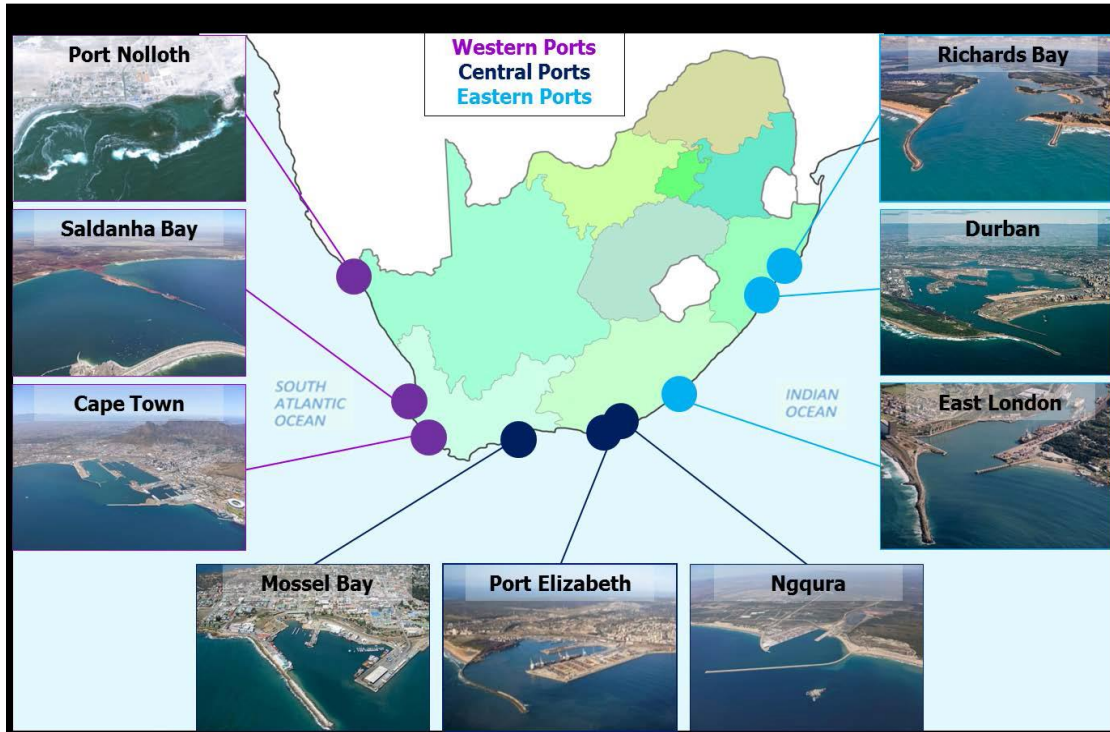 Port Nolloth
Western Ports
Central Ports
Eastern Ports
Richards Bay
Saldanha Bay
Durban
Cape Town
SOUTH
ATLANTIC
OCEAN
INDIAN
OCEAN
East London
Mossel Bay
Port Elizabeth
Ngqura